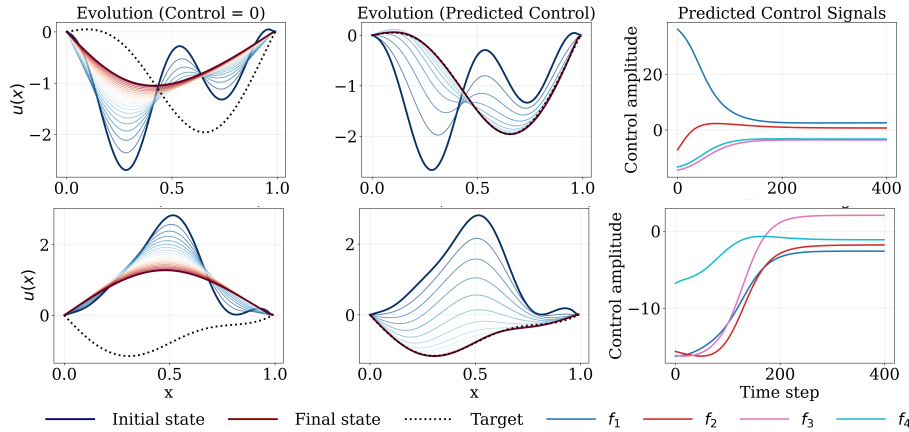 Evolution (Control = 0)
Evolution (Predicted Control)
Predicted Control Signals
u(x)
0
−1
−2
0.0
0.5
1.0
0
−1
−2
0.0
0.5
1.0
Control amplitude
20
0
0
200
400
u(x)
2
0
0.0
0.5
1.0
x
2
0
0.0
0.5
1.0
x
Control amplitude
0
−10
0
200
400
Time step
Initial state
Final state
Target
f₁
f₂
f₃
f₄